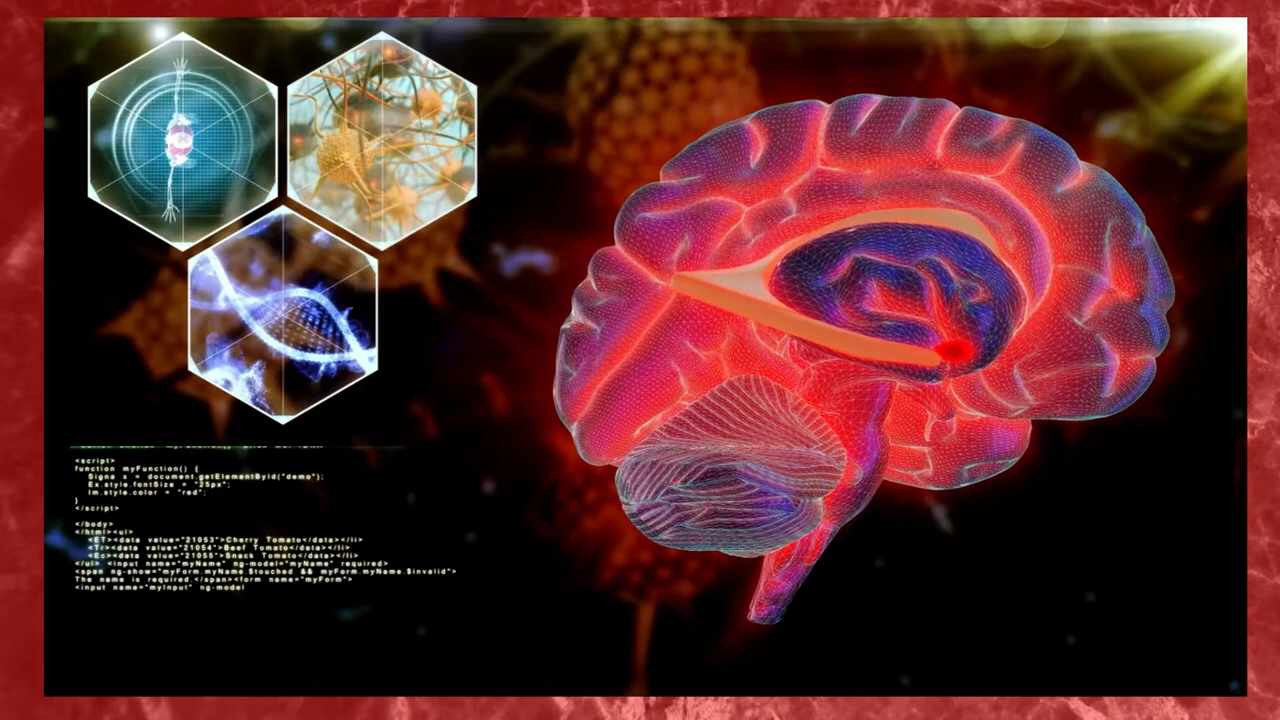 <script>
function myFunction() {
Signa x = document.getElementById("demo");
Ex.style.fontSize = "25px";
Im.style.color = "red";
}
</script>
</body>
</html><ul>
<ET><data value="21053">Cherry Tomato</data></li>
<Tr><data value="21054">Beef Tomato</data></li>
<Ec><data value="21055">Snack Tomato</data></li>
</ul> <input name="myName" ng-model="myName" required>
<span ng-show="myForm.myName.$touched && myForm.myName.$invalid">
The name is required.</span><form name="myForm">
<input name="myInput" ng-model